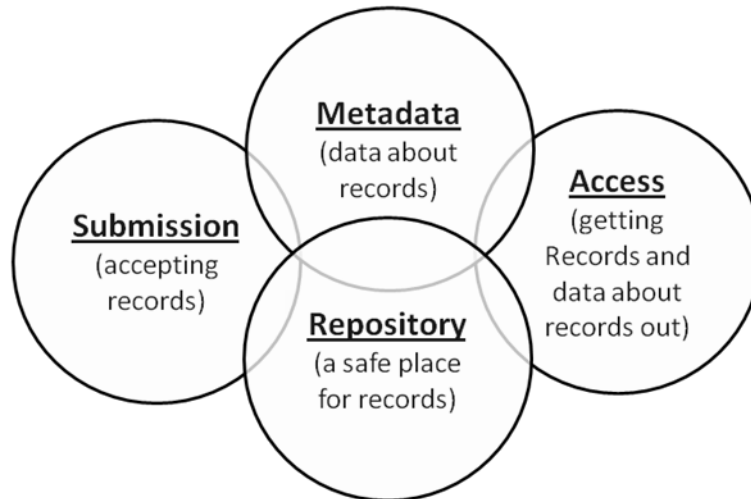 Metadata
(data about
records)
Submission
(accepting
records)
Access
(getting
Records and
data about
records out)
Repository
(a safe place
for records)